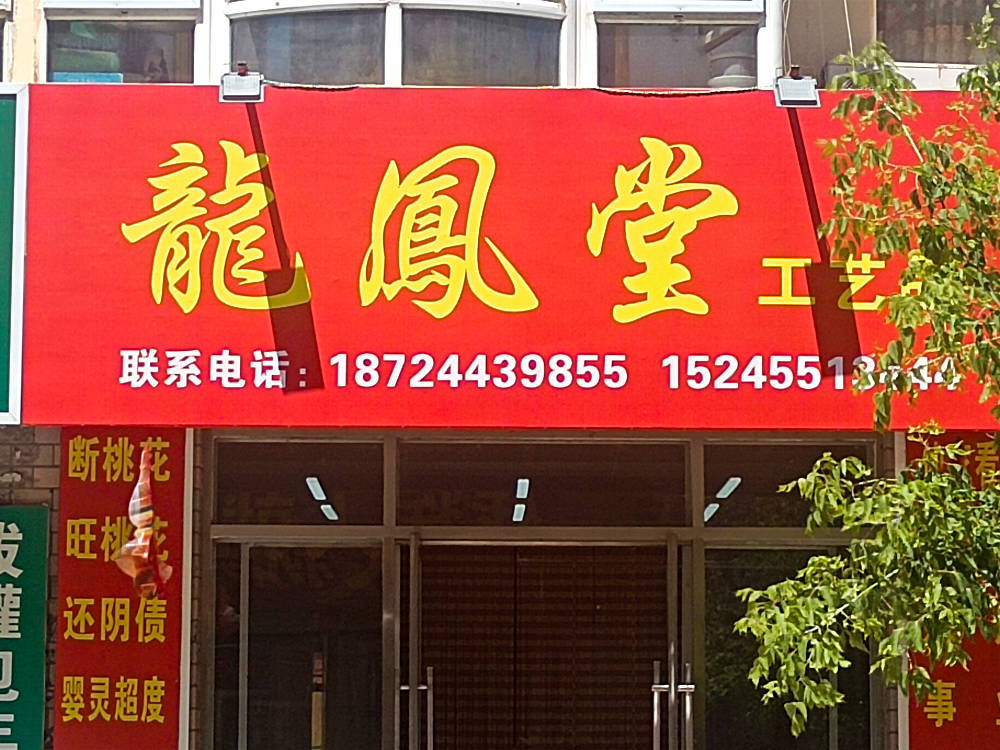 龍鳳堂 工艺
联系电话：18724439855
断桃花
旺桃花
还阴债
婴灵超度
事